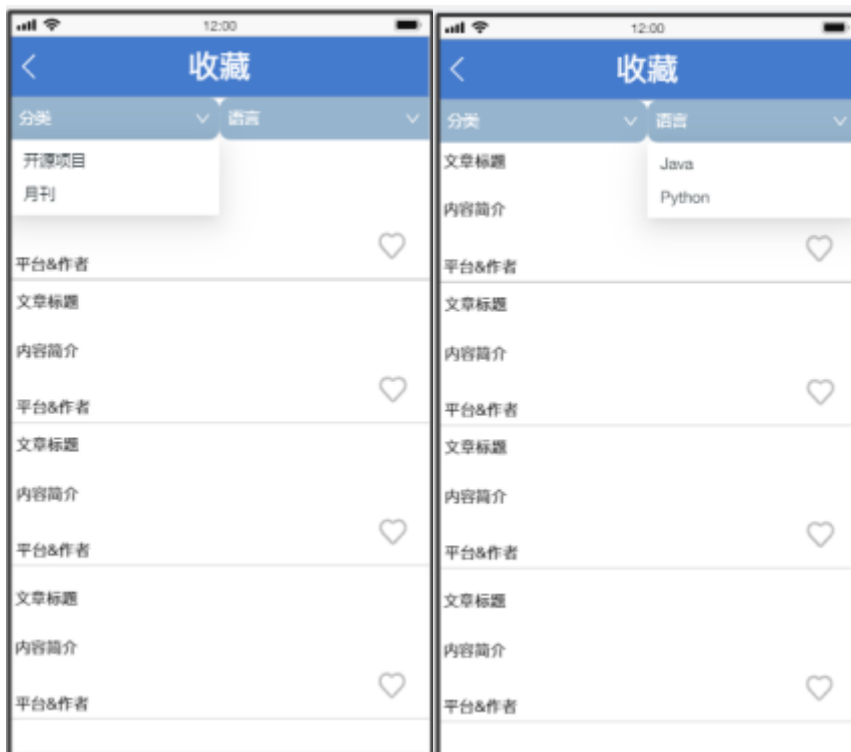 12:00
收藏
分类
语言
开源项目
月刊
平台&作者
文章标题
内容简介
平台&作者
文章标题
内容简介
平台&作者
文章标题
内容简介
平台&作者
12:00
收藏
分类
语言
文章标题
Java
Python
内容简介
平台&作者
文章标题
内容简介
平台&作者
文章标题
内容简介
平台&作者
文章标题
内容简介
平台&作者